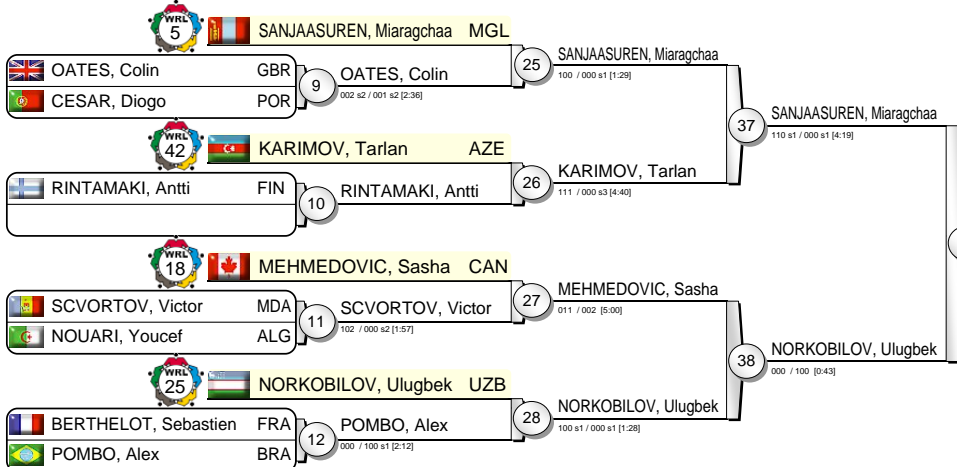 WRL
5
SANJAASUREN, Miaragchaa MGL
OATES, Colin GBR
CESAR, Diogo POR
9
OATES, Colin
002 s2 / 001 s2 [2:36]
25
SANJAASUREN, Miaragchaa
100 / 000 s1 [1:29]
WRL
42
KARIMOV, Tarlan AZE
RINTAMAKI, Antti FIN
10
RINTAMAKI, Antti
26
KARIMOV, Tarlan
111 / 000 s3 [4:40]
37
SANJAASUREN, Miaragchaa
110 s1 / 000 s1 [4:19]
WRL
18
MEHMEDOVIC, Sasha CAN
SCVORTOV, Victor MDA
NOUARI, Youcef ALG
11
SCVORTOV, Victor
102 / 000 s2 [1:57]
27
MEHMEDOVIC, Sasha
011 / 002 [5:00]
WRL
25
NORKOBILOV, Ulugbek UZB
BERTHELOT, Sebastien FRA
POMBO, Alex BRA
12
POMBO, Alex
000 / 100 s1 [2:12]
28
NORKOBILOV, Ulugbek
100 s1 / 000 s1 [1:28]
38
NORKOBILOV, Ulugbek
000 / 100 [0:43]